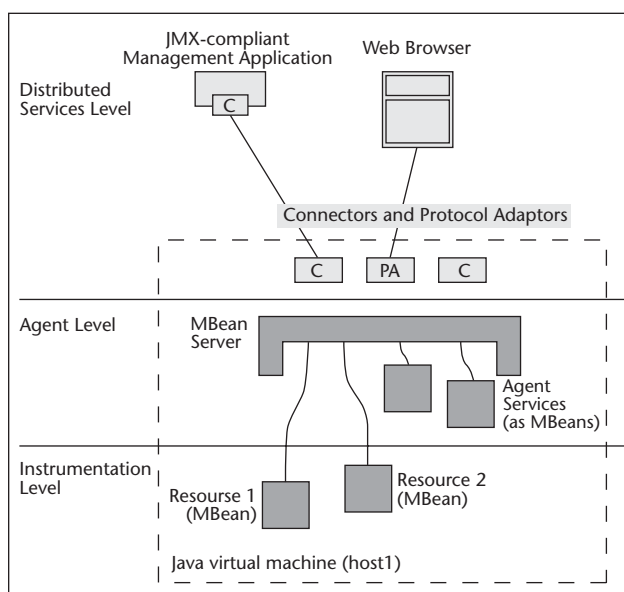 JMX-compliant
Management Application
Web Browser
Distributed
Services Level
C
Connectors and Protocol Adaptors
C
PA
C
Agent Level
MBean
Server
Agent
Services
(as MBeans)
Instrumentation
Level
Resourse 1
(MBean)
Resource 2
(MBean)
Java virtual machine (host1)